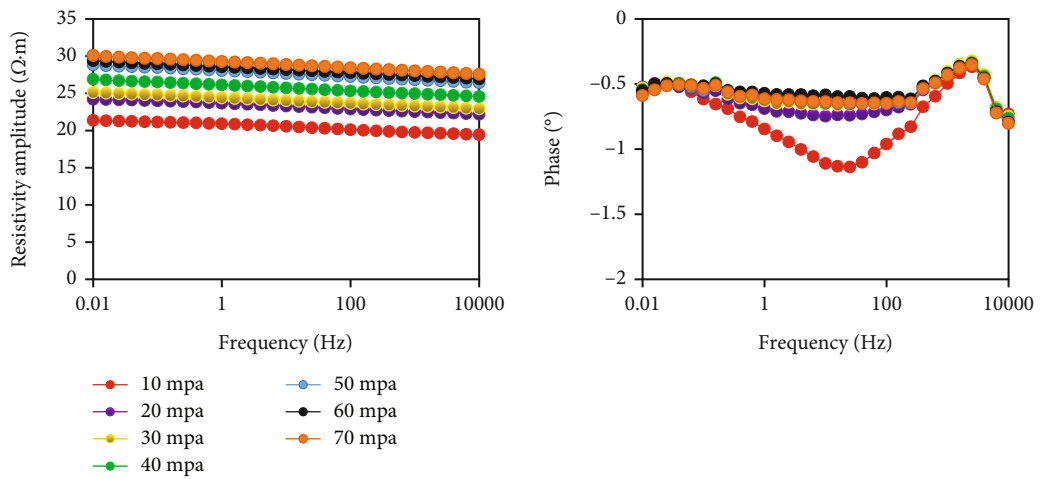 35
30
25
20
15
10
5
0
Resistivity amplitude (Ω·m)
0.01
1
100
10000
Frequency (Hz)
0
−0.5
−1
−1.5
−2
Phase (°)
0.01
1
100
10000
Frequency (Hz)
10 mpa
20 mpa
30 mpa
40 mpa
50 mpa
60 mpa
70 mpa